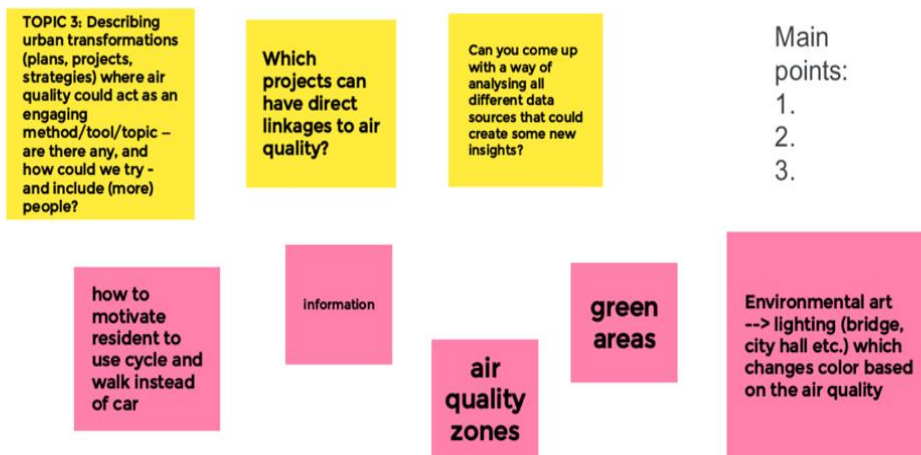 TOPIC 3: Describing
urban transformations
(plans, projects,
strategies) where air
quality could act as an
engaging
method/tool/topic –
are there any, and
how could we try -
and include (more)
people?
Which
projects can
have direct
linkages to air
quality?
Can you come up
with a way of
analysing all
different data
sources that could
create some new
insights?
Main
points:
1.
2.
3.
how to
motivate
resident to
use cycle and
walk instead
of car
information
air
quality
zones
green
areas
Environmental art
--> lighting (bridge,
city hall etc.) which
changes color based
on the air quality